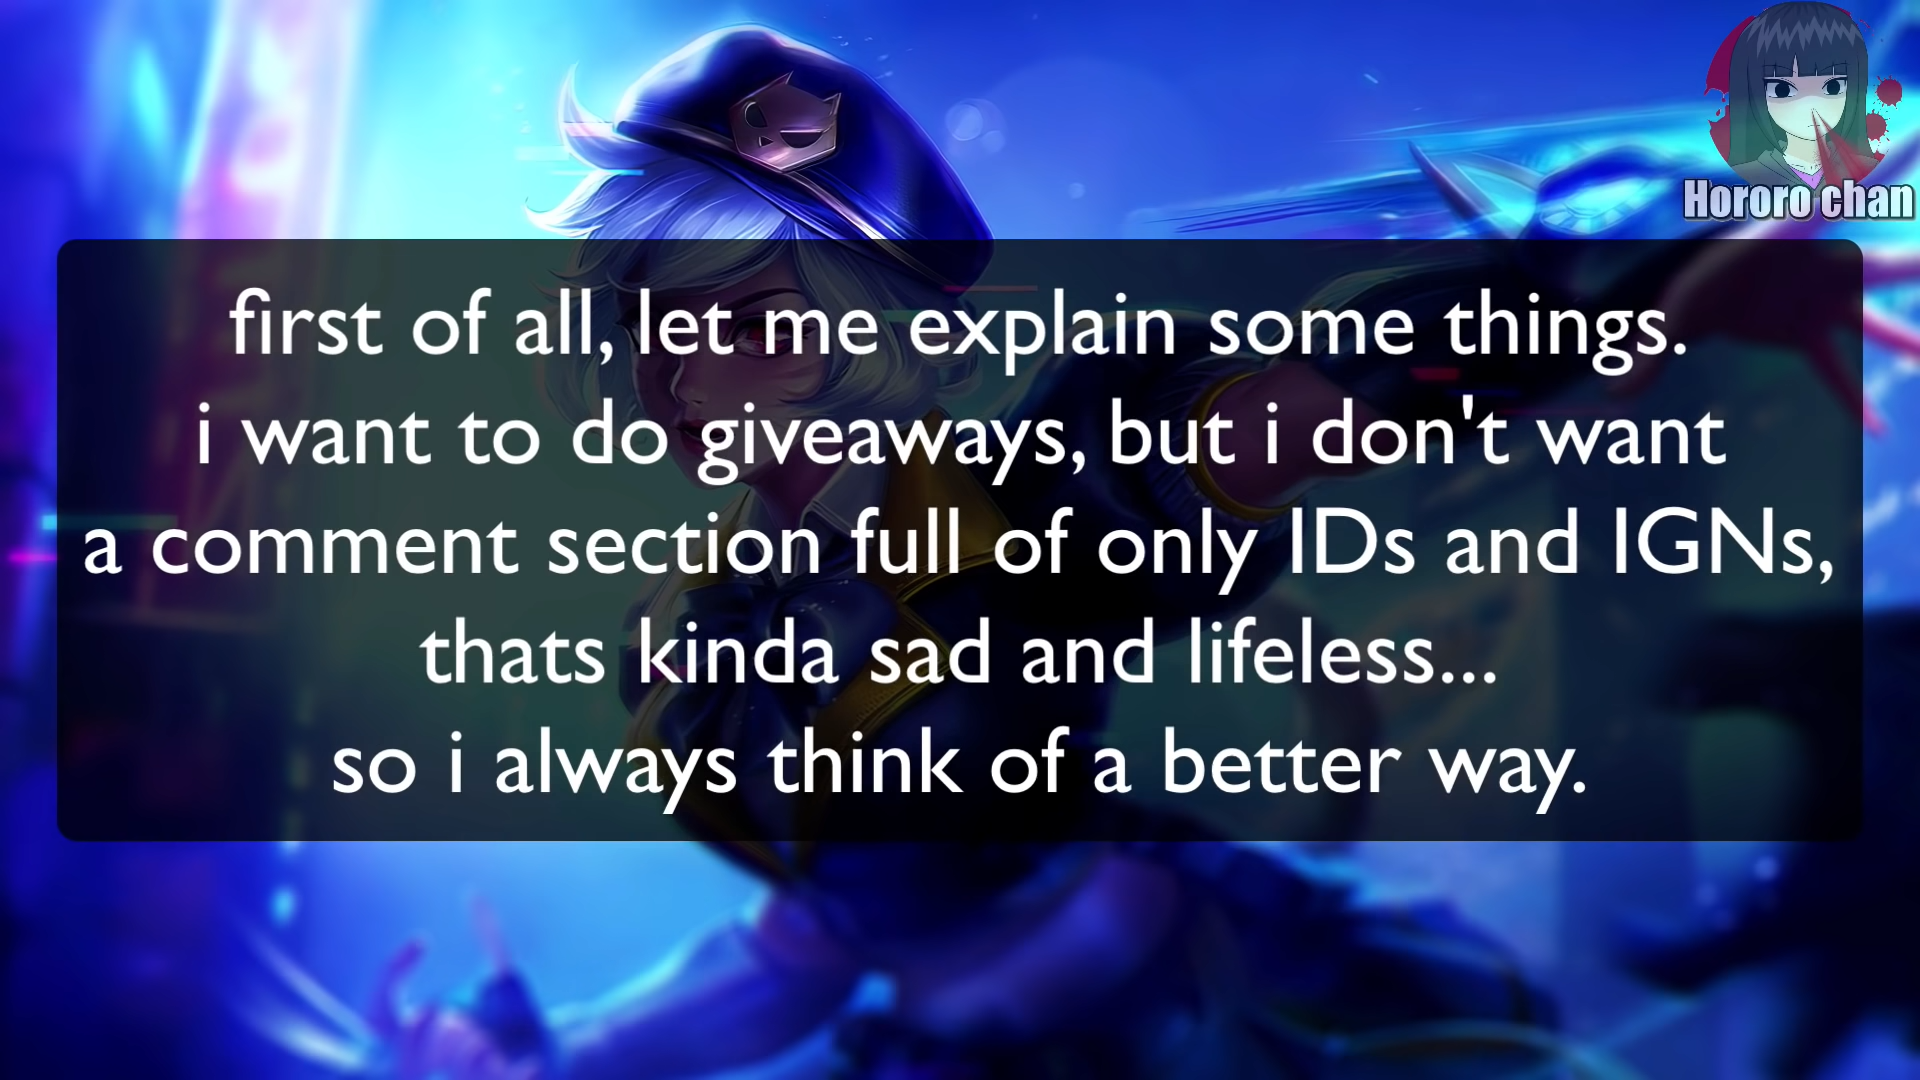 Hororo chan
first of all, let me explain some things.
i want to do giveaways, but i don't want
a comment section full of only IDs and IGNs,
thats kinda sad and lifeless...
so i always think of a better way.